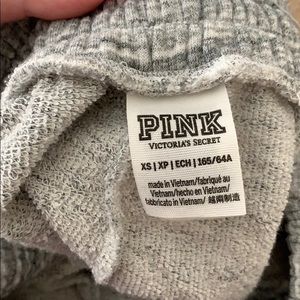 PINK
VICTORIA'S SECRET
XS | XP | ECH | 165/64A
made in Vietnam/fabriqué au
Vietnam/hecho en Vietnam/
fabbricato in Vietnam/ 越南制造